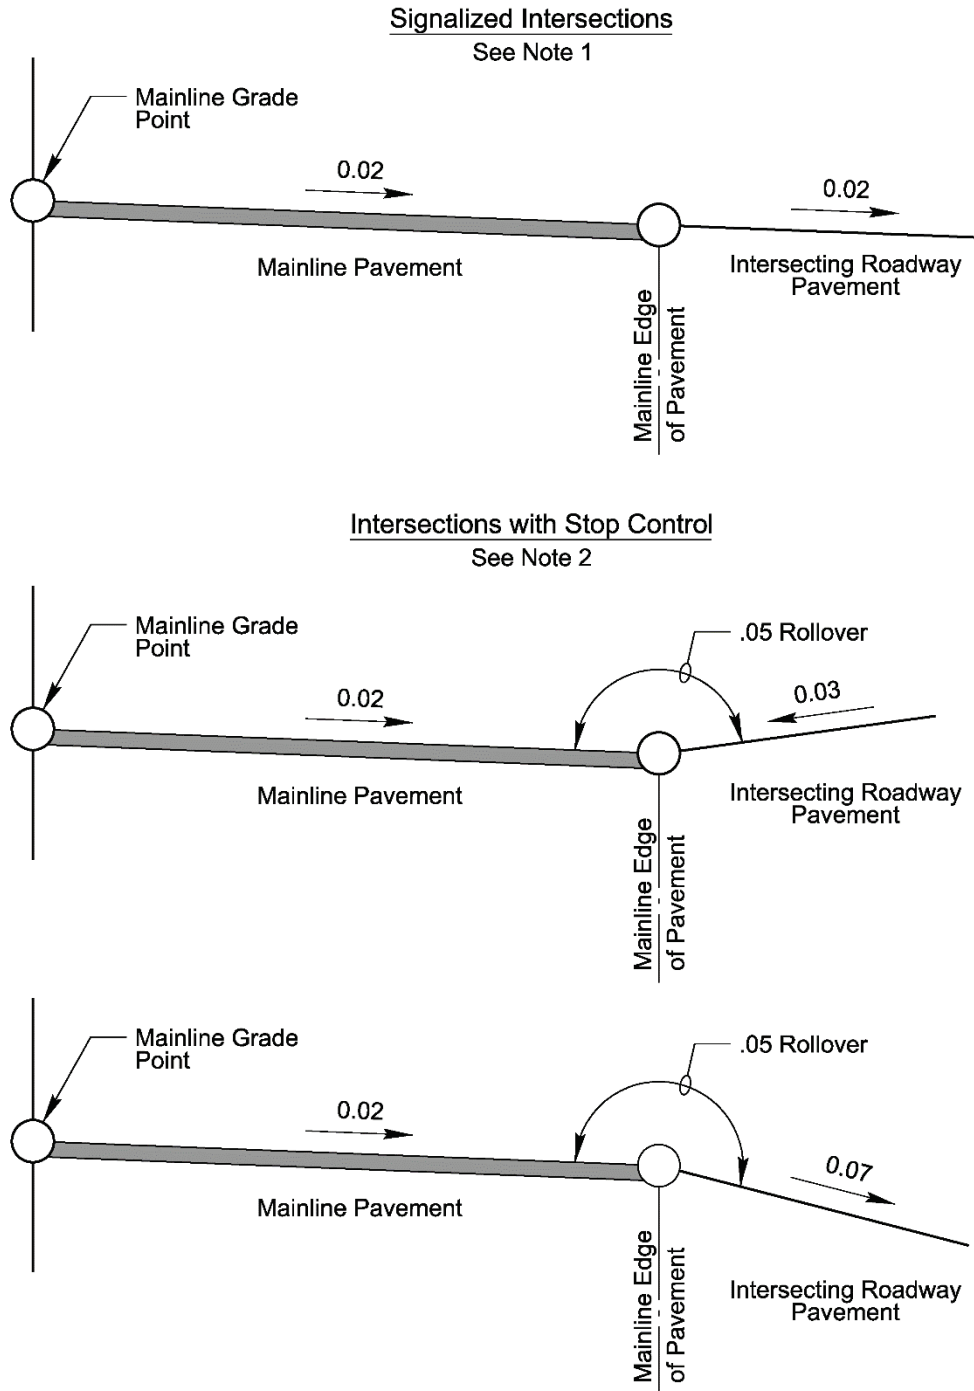 Signalized Intersections
See Note 1
Mainline Grade
Point
0.02
0.02
Mainline Pavement
Intersecting Roadway
Pavement
Mainline Edge
of Pavement
Intersections with Stop Control
See Note 2
Mainline Grade
Point
.05 Rollover
0.02
0.03
Mainline Pavement
Intersecting Roadway
Pavement
Mainline Edge
of Pavement
Mainline Grade
Point
.05 Rollover
0.02
0.07
Mainline Pavement
Intersecting Roadway
Pavement
Mainline Edge
of Pavement